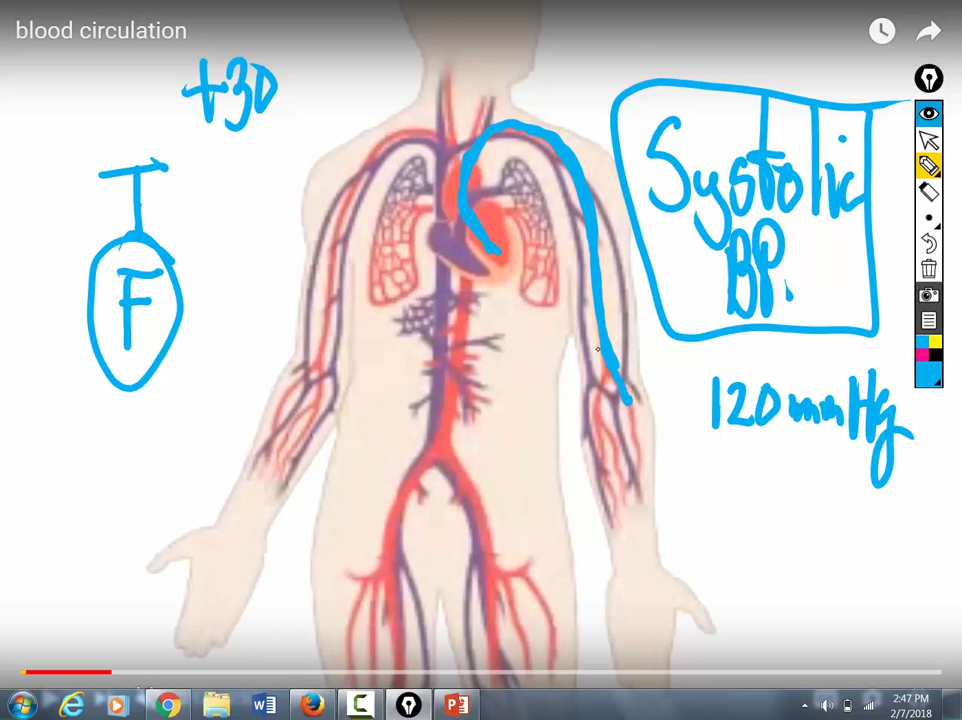 blood circulation
+30
F
Systolic
BP.
120 mmHg
2:47 PM
2/7/2018